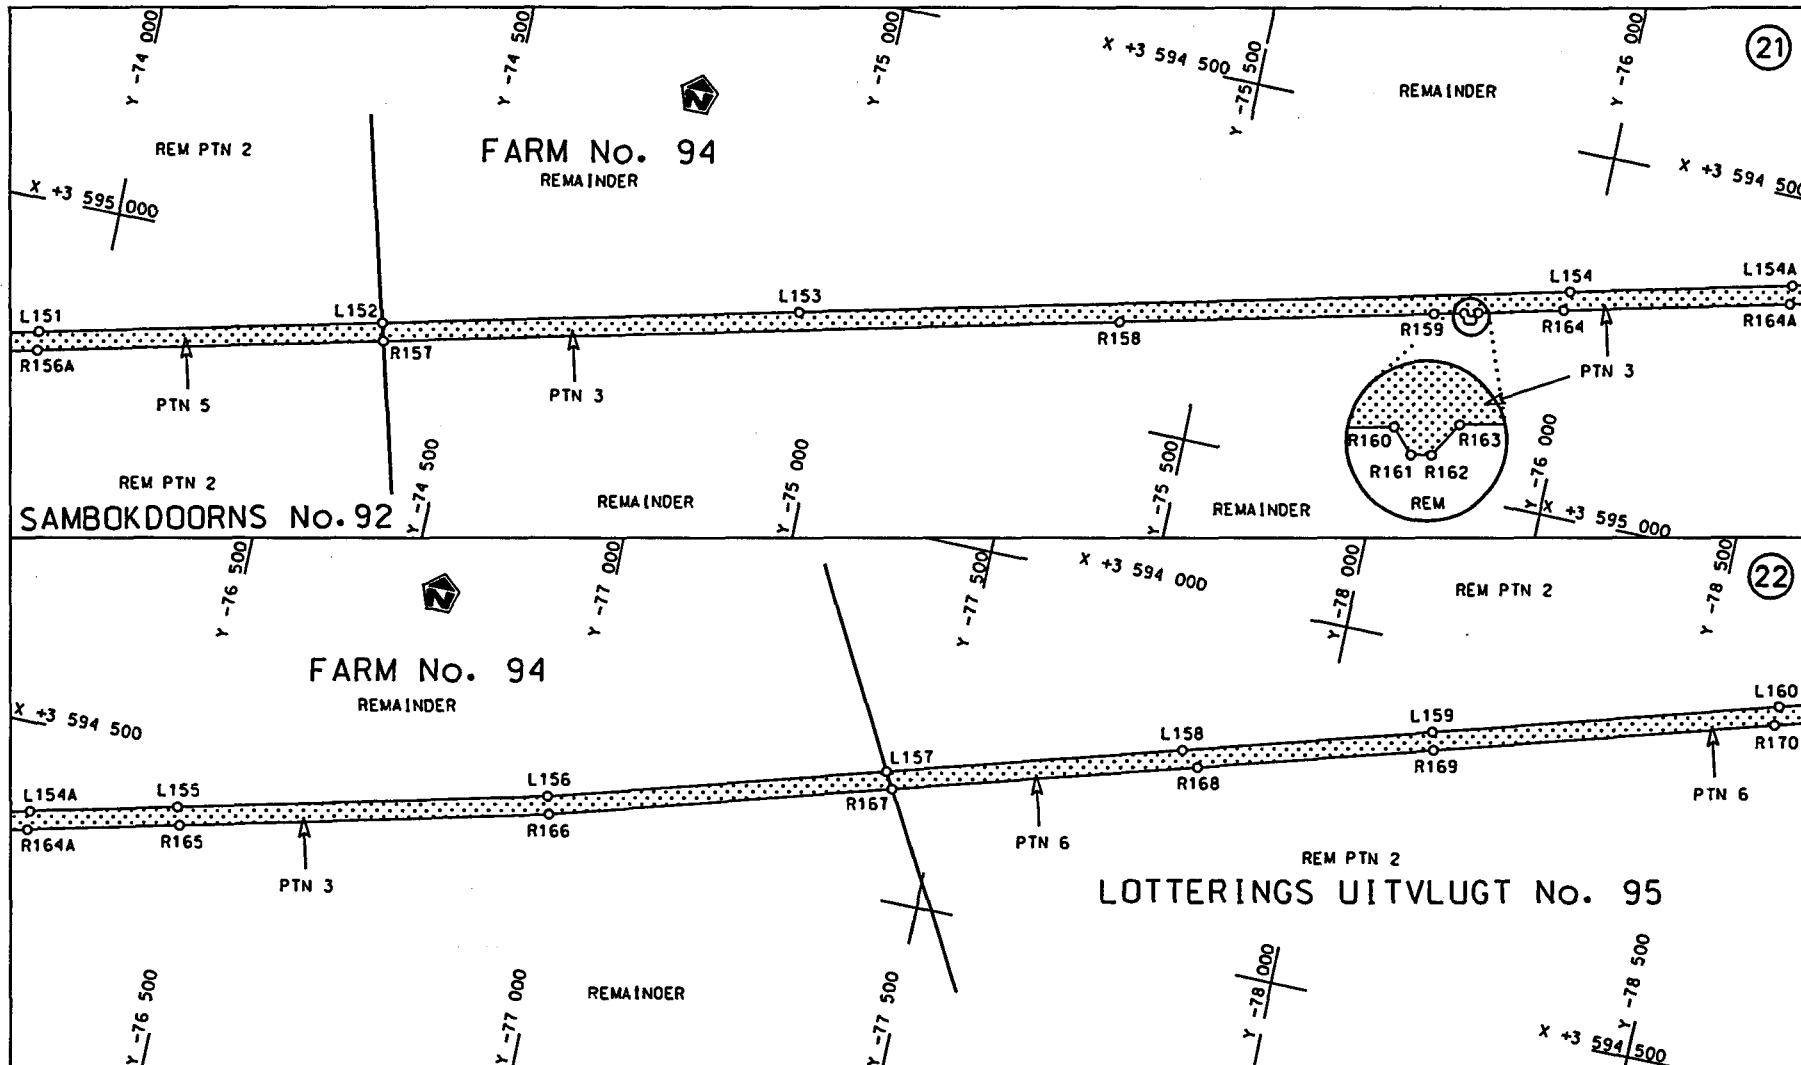 Y -74 000
Y -74 500
Y -75 000
X +3 594 500
Y -75 500
Y -76 000
21
REMAINDER
N
REM PTN 2
FARM No. 94
REMAINDER
X +3 594 500
X +3 595 000
L151
L152
L153
L154
L154A
R156A
R157
R158
R159
R164
R164A
PTN 5
PTN 3
PTN 3
R160
R163
R161
R162
REM
Y -74 500
Y -75 000
Y -75 500
Y -76 000
REM PTN 2
REMAINDER
REMAINDER
X +3 595 000
SAMBOKDOORNS No.92
Y -76 500
Y -77 000
Y -77 500
X +3 594 000
Y -78 000
REM PTN 2
Y -78 500
22
N
FARM No. 94
REMAINDER
X +3 594 500
L154A
L155
L156
L157
L158
L159
L160
R164A
R165
R166
R167
R168
R169
R170
PTN 3
PTN 6
PTN 6
REM PTN 2
LOTTERINGS UITVLUGT No. 95
REMAINDER
Y -76 500
Y -77 000
Y -77 500
Y -78 000
Y -78 500
X +3 594 500